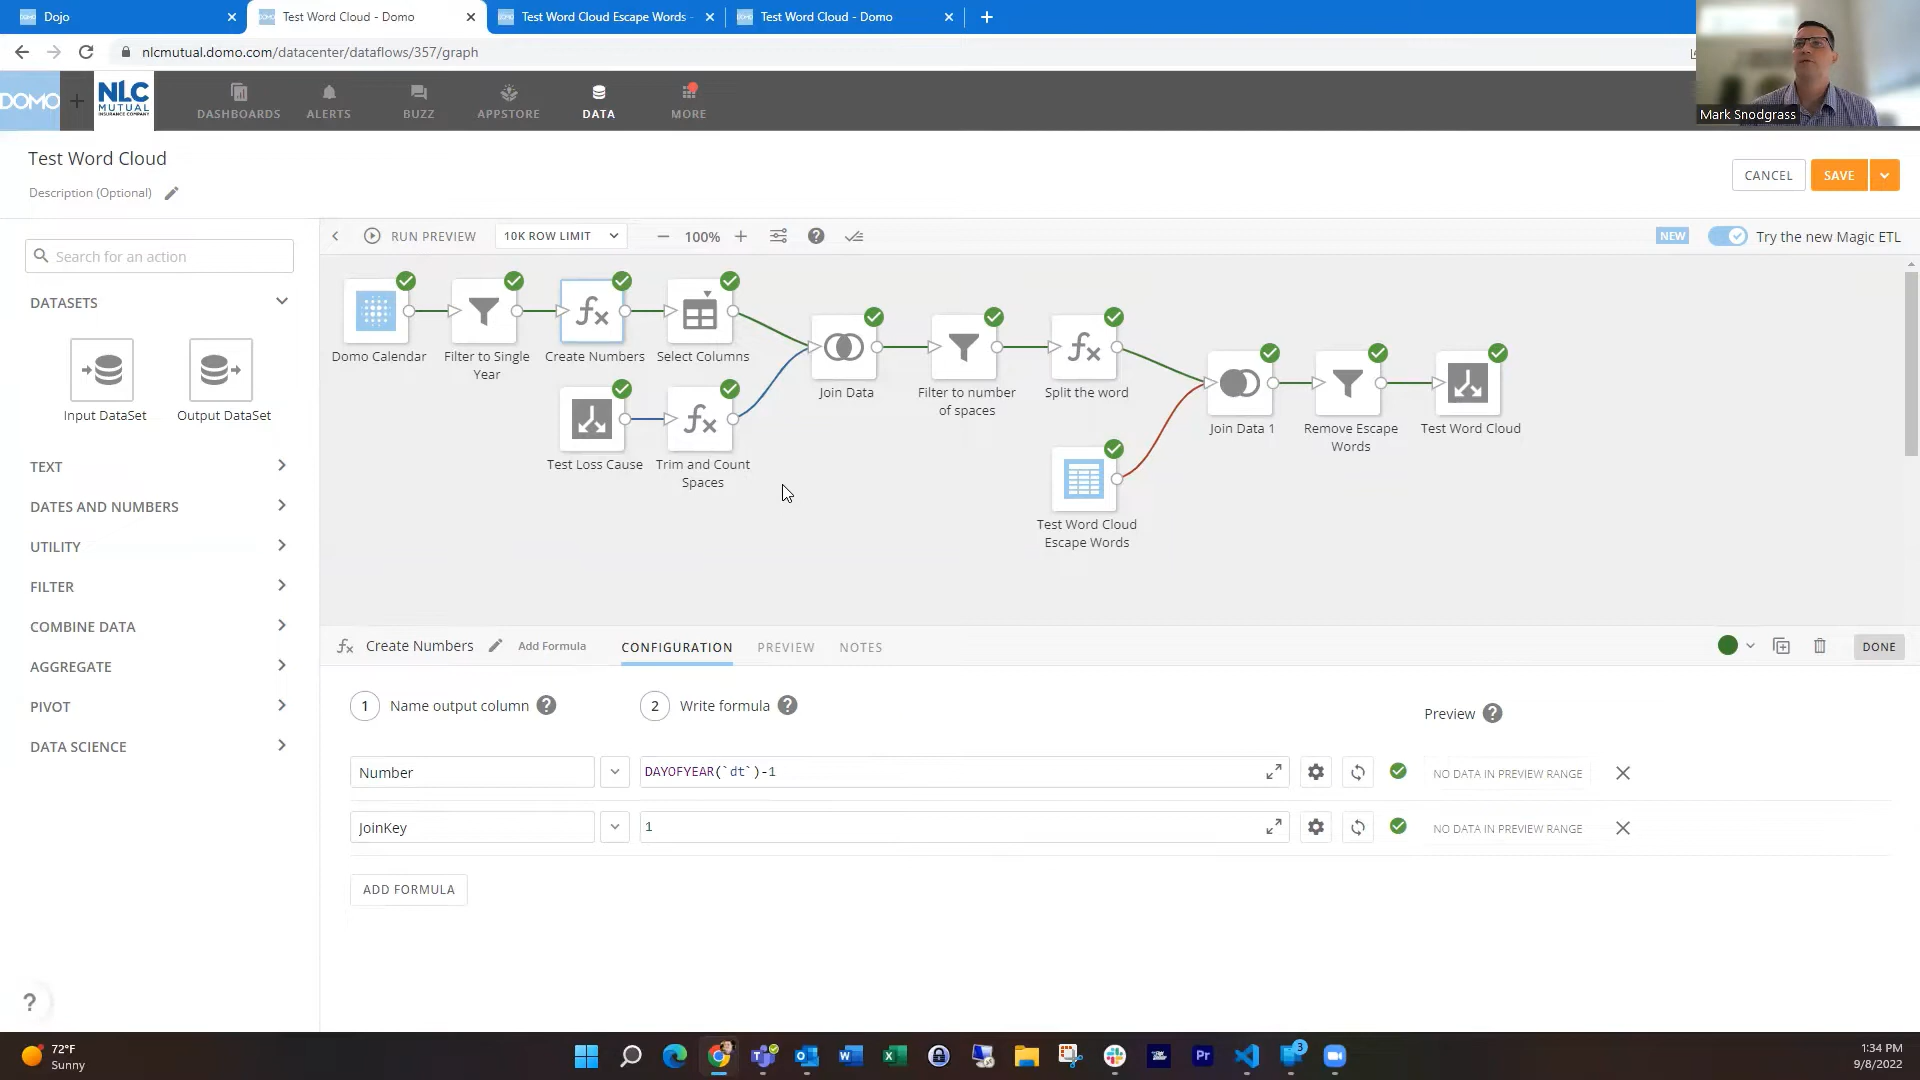 Dojo
Test Word Cloud - Domo
Test Word Cloud Escape Words -
Test Word Cloud - Domo
nlcmutual.domo.com/datacenter/dataflows/357/graph
DOMO
NLC
MUTUAL
INSURANCE COMPANY
DASHBOARDS
ALERTS
BUZZ
APPSTORE
DATA
MORE
Mark Snodgrass
Test Word Cloud
Description (Optional)
CANCEL
SAVE
Search for an action
RUN PREVIEW
10K ROW LIMIT
100%
NEW
Try the new Magic ETL
DATASETS
Input DataSet
Output DataSet
TEXT
DATES AND NUMBERS
UTILITY
FILTER
COMBINE DATA
AGGREGATE
PIVOT
DATA SCIENCE
Domo Calendar
Filter to Single
Year
Create Numbers
Select Columns
Join Data
Filter to number
of spaces
Split the word
Join Data 1
Remove Escape
Words
Test Word Cloud
Test Loss Cause
Trim and Count
Spaces
Test Word Cloud
Escape Words
fx
Create Numbers
Add Formula
CONFIGURATION
PREVIEW
NOTES
DONE
1 Name output column ?
2 Write formula ?
Preview ?
Number
DAYOFYEAR(`dt`)-1
NO DATA IN PREVIEW RANGE
JoinKey
1
NO DATA IN PREVIEW RANGE
ADD FORMULA
?
72°F
Sunny
Pr
3
1:34 PM
9/8/2022